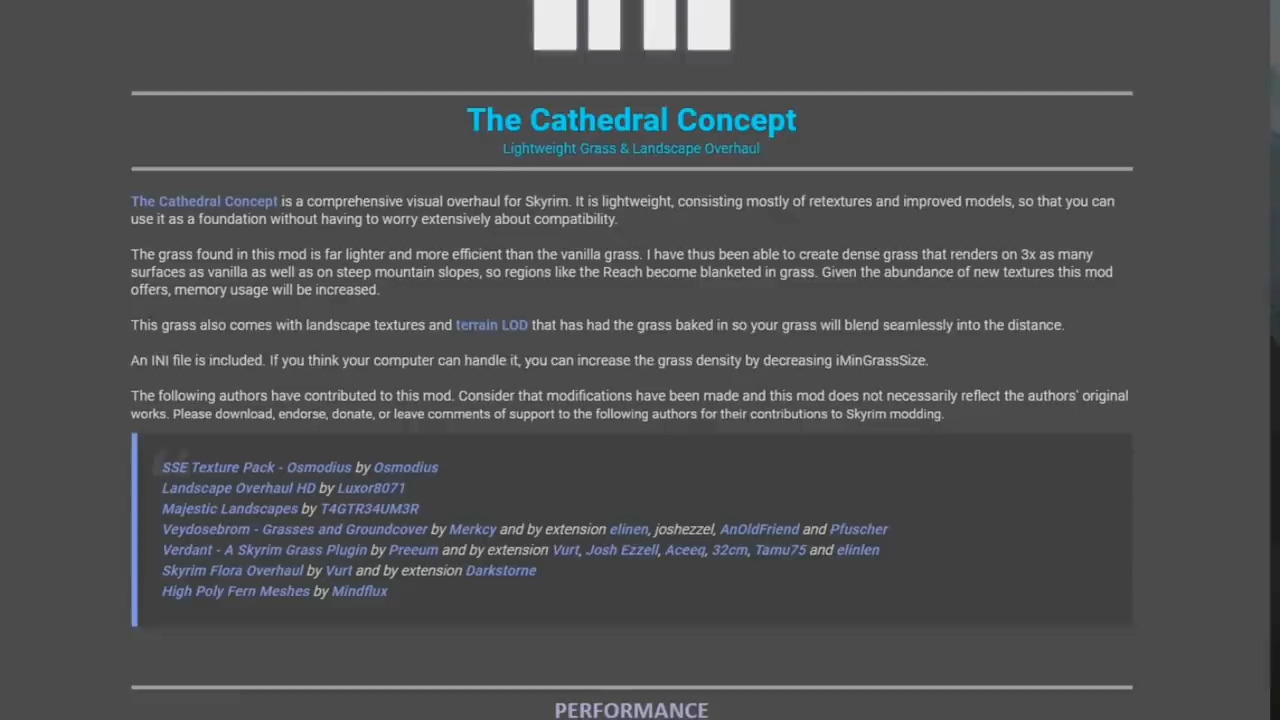 The Cathedral Concept
Lightweight Grass & Landscape Overhaul
The Cathedral Concept is a comprehensive visual overhaul for Skyrim. It is lightweight, consisting mostly of retextures and improved models, so that you can
use it as a foundation without having to worry extensively about compatibility.
The grass found in this mod is far lighter and more efficient than the vanilla grass. I have thus been able to create dense grass that renders on 3x as many
surfaces as vanilla as well as on steep mountain slopes, so regions like the Reach become blanketed in grass. Given the abundance of new textures this mod
offers, memory usage will be increased.
This grass also comes with landscape textures and terrain LOD that has had the grass baked in so your grass will blend seamlessly into the distance.
An INI file is included. If you think your computer can handle it, you can increase the grass density by decreasing iMinGrassSize.
The following authors have contributed to this mod. Consider that modifications have been made and this mod does not necessarily reflect the authors' original
works. Please download, endorse, donate, or leave comments of support to the following authors for their contributions to Skyrim modding.
SSE Texture Pack - Osmodius by Osmodius
Landscape Overhaul HD by Luxor8071
Majestic Landscapes by T4GTR34UM3R
Veydosebrom - Grasses and Groundcover by Merkcy and by extension elinen, joshezzel, AnOldFriend and Pfuscher
Verdant - A Skyrim Grass Plugin by Preeum and by extension Vurt, Josh Ezzell, Aceeq, 32cm, Tamu75 and elinlen
Skyrim Flora Overhaul by Vurt and by extension Darkstorne
High Poly Fern Meshes by Mindflux
PERFORMANCE